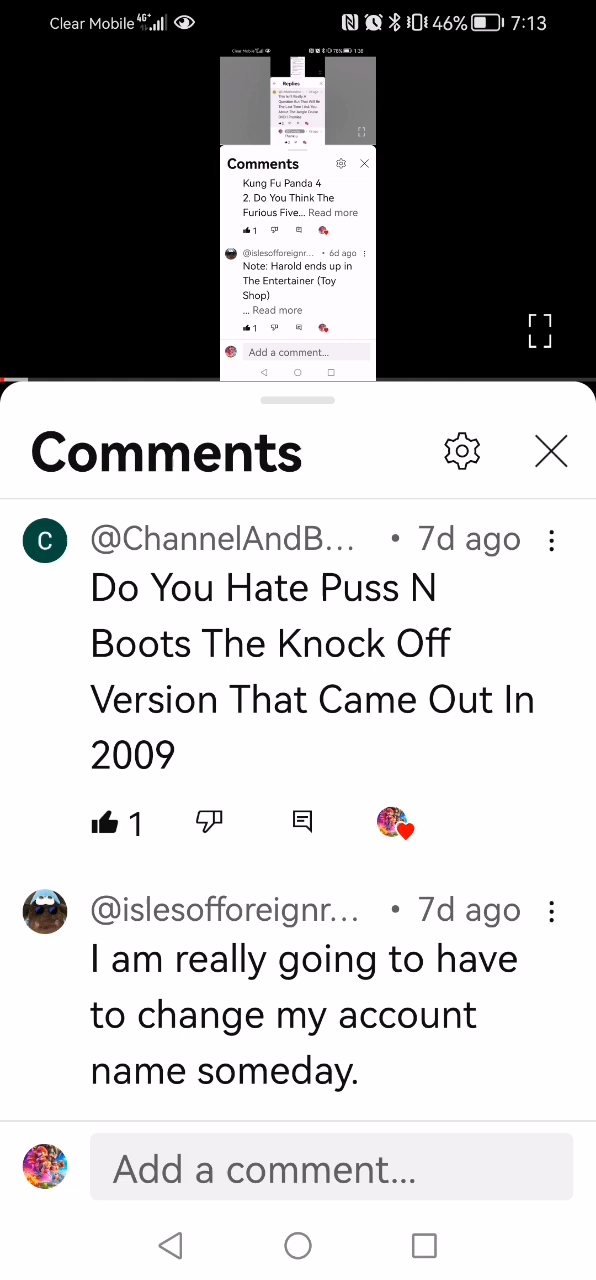 Clear Mobile 4G+ 46% 7:13
Replies
Comments
Kung Fu Panda 4
2. Do You Think The
Furious Five... Read more
1
@islesofforeignr... • 6d ago
Note: Harold ends up in
The Entertainer (Toy
Shop)
... Read more
1
Add a comment...
Comments
C @ChannelAndB... • 7d ago
Do You Hate Puss N
Boots The Knock Off
Version That Came Out In
2009
1
@islesofforeignr... • 7d ago
I am really going to have
to change my account
name someday.
Add a comment...